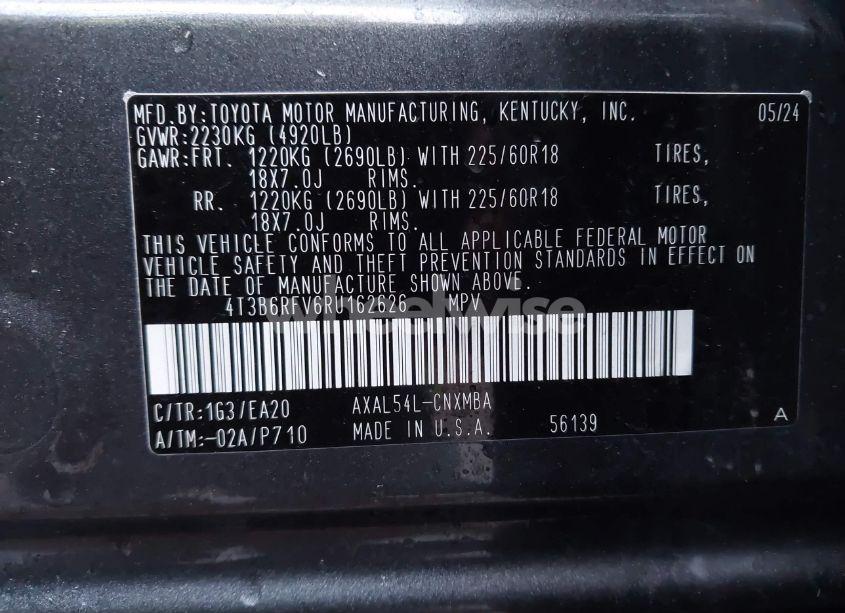 MFD.BY:TOYOTA MOTOR MANUFACTURING, KENTUCKY, INC. 05/24
GVWR:2230KG (4920LB)
GAWR:FRT. 1220KG (2690LB) WITH 225/60R18 TIRES,
18X7.0J RIMS.
RR. 1220KG (2690LB) WITH 225/60R18 TIRES,
18X7.0J RIMS.
THIS VEHICLE CONFORMS TO ALL APPLICABLE FEDERAL MOTOR
VEHICLE SAFETY AND THEFT PREVENTION STANDARDS IN EFFECT ON
THE DATE OF MANUFACTURE SHOWN ABOVE.
4T3B6RFV6RU162626 MPV
wheelwise
C/TR:1G3/EA20 AXAL54L-CNXMBA
A/TM:-02A/P710 MADE IN U.S.A. 56139 A